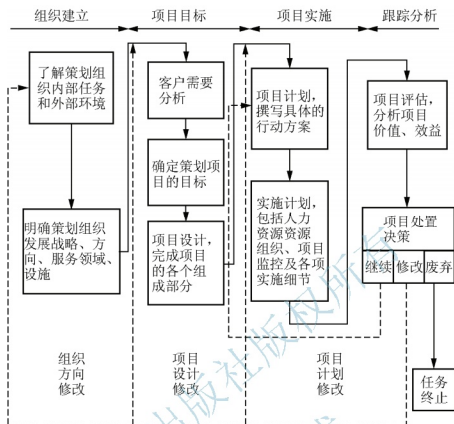 组织建立
项目目标
项目实施
跟踪分析
了解策划组
织内部任务
和外部环境
明确策划组织
发展战略、方
向、服务领域、
设施
客户需要
分析
确定策划
项目的目标
项目设计，
完成项目
的各个组
成部分
项目计划，
撰写具体的
行动方案
实施计划，
包括人力
资源资源
组织、项目
监控及各项
实施细节
项目评估，
分析项目
价值、效益
项目处置
决策
继续
修改
废弃
任务
终止
组织
方向
修改
项目
设计
修改
项目
计划
修改
出版社版权所有